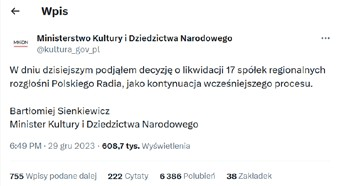 Wpis
Ministerstwo Kultury i Dziedzictwa Narodowego
@kultura_gov_pl
W dniu dzisiejszym podjąłem decyzję o likwidacji 17 spółek regionalnych
rozgłośni Polskiego Radia, jako kontynuacja wcześniejszego procesu.
Bartłomiej Sienkiewicz
Minister Kultury i Dziedzictwa Narodowego
6:49 PM · 29 gru 2023 · 608,7 tys. Wyświetlenia
755 Wpisy podane dalej 222 Cytaty 6 386 Polubień 38 Zakładek